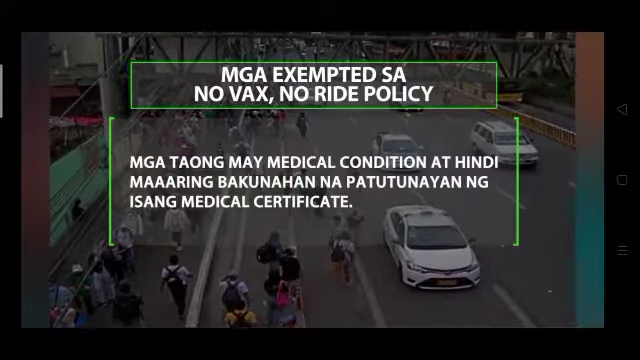 MGA EXEMPTED SA
NO VAX, NO RIDE POLICY
MGA TAONG MAY MEDICAL CONDITION AT HINDI
MAAARING BAKUNAHAN NA PATUTUNAYAN NG
ISANG MEDICAL CERTIFICATE.